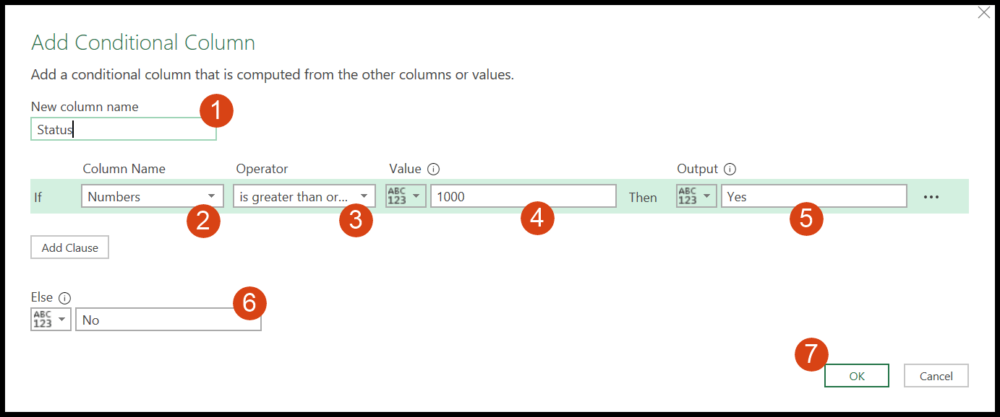 Add Conditional Column
Add a conditional column that is computed from the other columns or values.
New column name
1
Status
Column Name Operator Value Output
If Numbers is greater than or... ABC 123 1000 Then ABC 123 Yes ...
2 3 4 5
Add Clause
Else
6
ABC 123 No
7
OK Cancel